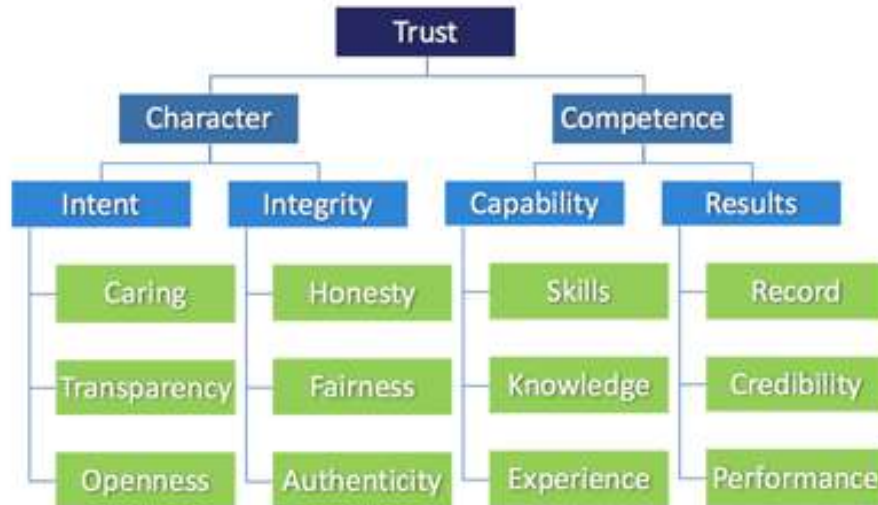 Trust
Character
Competence
Intent
Integrity
Capability
Results
Caring
Honesty
Skills
Record
Transparency
Fairness
Knowledge
Credibility
Openness
Authenticity
Experience
Performance